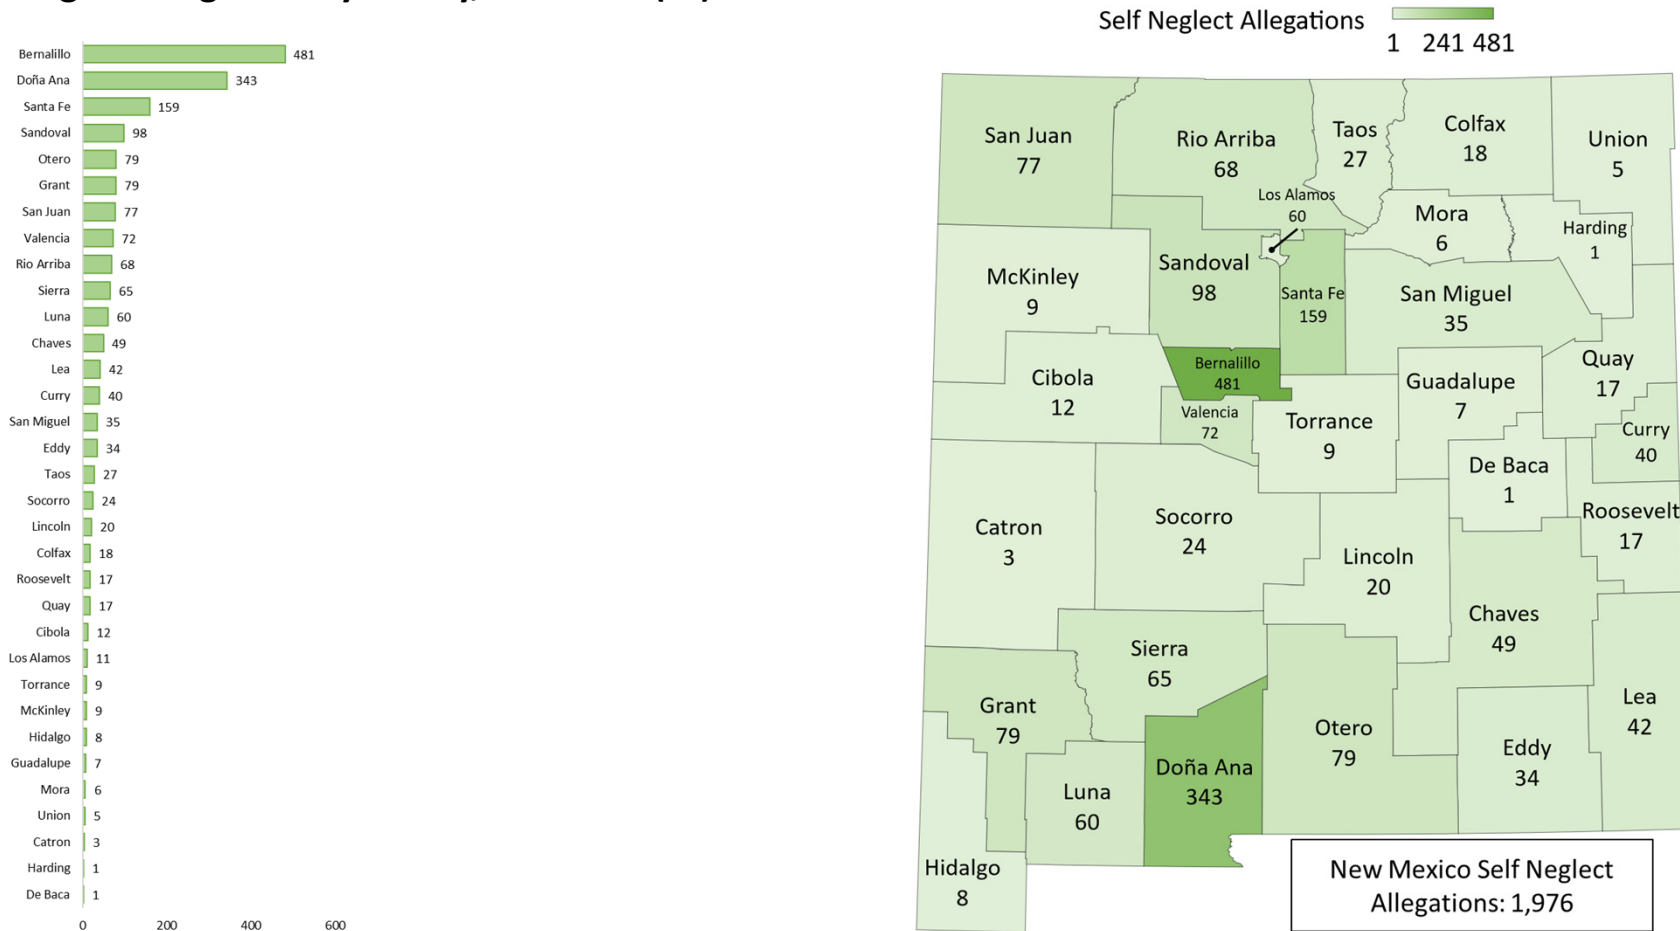 Bernalillo 481
Doña Ana 343
Santa Fe 159
Sandoval 98
Otero 79
Grant 79
San Juan 77
Valencia 72
Rio Arriba 68
Sierra 65
Luna 60
Chaves 49
Lea 42
Curry 40
San Miguel 35
Eddy 34
Taos 27
Socorro 24
Lincoln 20
Colfax 18
Roosevelt 17
Quay 17
Cibola 12
Los Alamos 11
Torrance 9
McKinley 9
Hidalgo 8
Guadalupe 7
Mora 6
Union 5
Catron 3
Harding 1
De Baca 1
0 200 400 600
Self Neglect Allegations
1 241 481
San Juan
77
Rio Arriba
68
Taos
27
Colfax
18
Union
5
Los Alamos
60
Mora
6
Harding
1
McKinley
9
Sandoval
98
Santa Fe
159
San Miguel
35
Bernalillo
481
Cibola
12
Valencia
72
Torrance
9
Guadalupe
7
Quay
17
Curry
40
De Baca
1
Roosevelt
17
Catron
3
Socorro
24
Lincoln
20
Chaves
49
Sierra
65
Grant
79
Otero
79
Lea
42
Eddy
34
Doña Ana
343
Luna
60
Hidalgo
8
New Mexico Self Neglect
Allegations: 1,976